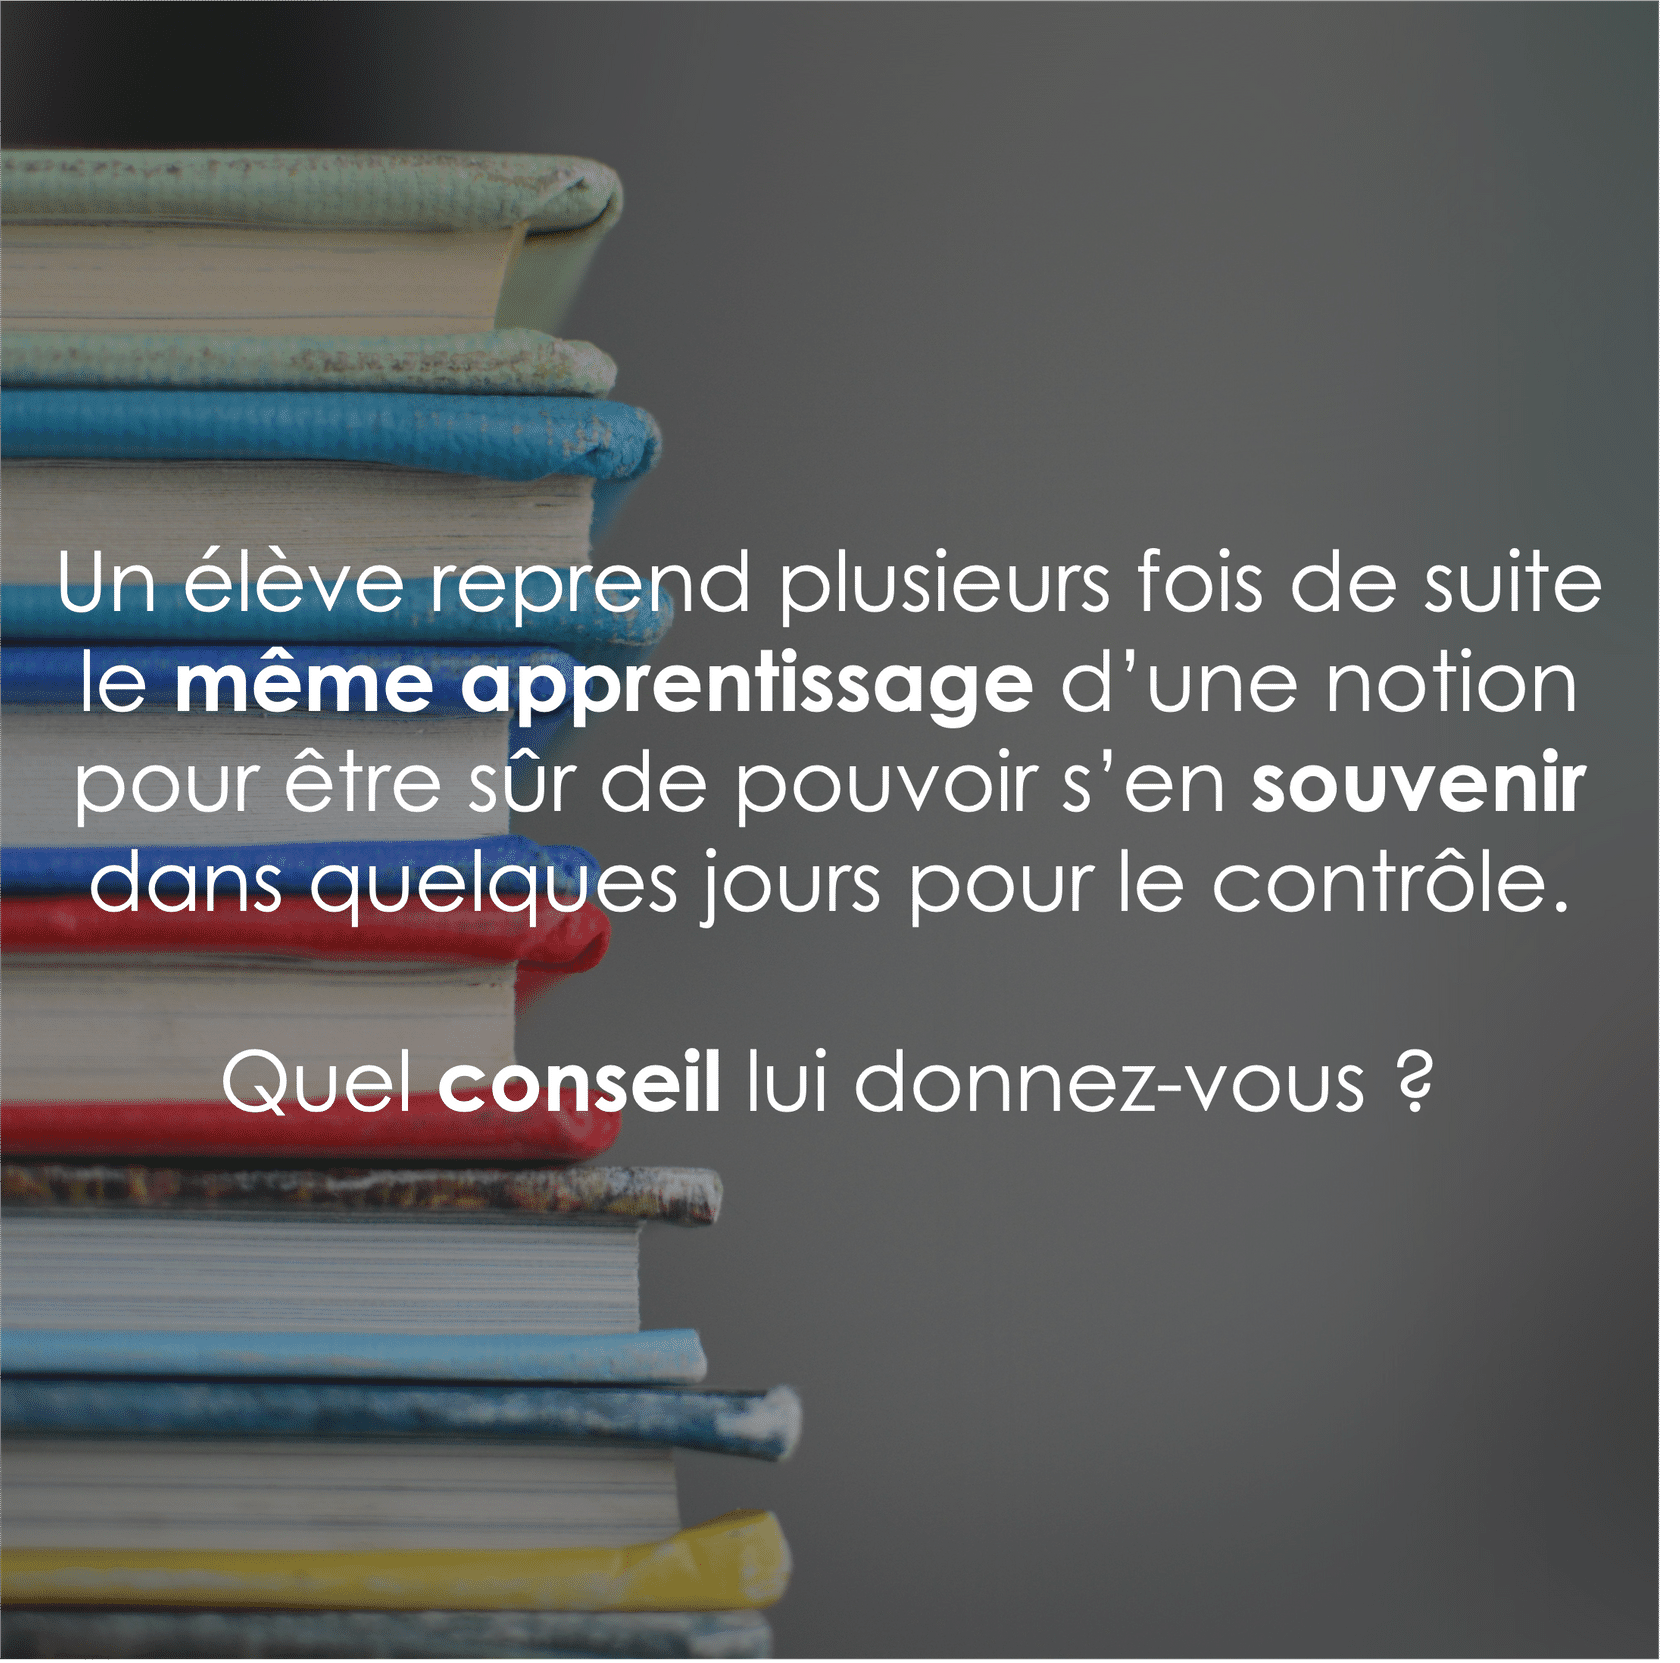 Un élève reprend plusieurs fois de suite
le même apprentissage d’une notion
pour être sûr de pouvoir s’en souvenir
dans quelques jours pour le contrôle.
Quel conseil lui donnez-vous ?